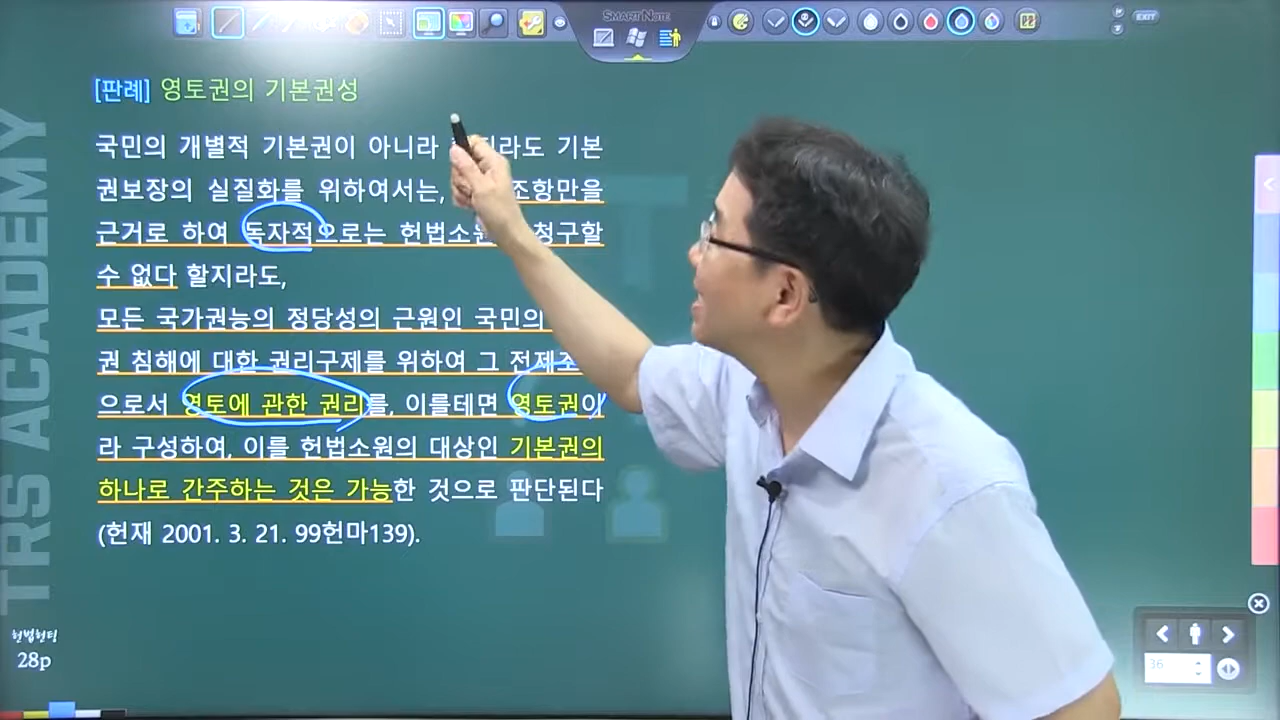 SMART NOTE
EXIT
[판례] 영토권의 기본권성
국민의 개별적 기본권이 아니라 기본
권보장의 실질화를 위하여서는, 조항만을
근거로 하여 독자적으로는 헌법소원 청구할
수 없다 할지라도,
모든 국가권능의 정당성의 근원인 국민의
권 침해에 대한 권리구제를 위하여 그 전제조
으로서 영토에 관한 권리를, 이를테면 영토권이
라 구성하여, 이를 헌법소원의 대상인 기본권의
하나로 간주하는 것은 가능한 것으로 판단된다
(헌재 2001. 3. 21. 99헌마139).
TRS ACADEMY
헌법헌팅
28p
36